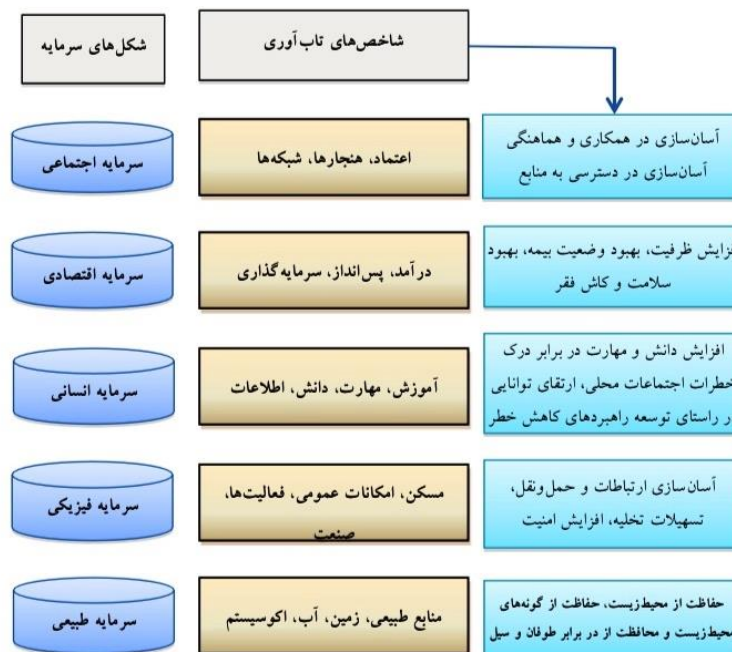 شکل‌های سرمایه
شاخص‌های تاب‌آوری
سرمایه اجتماعی
اعتماد، هنجارها، شبکه‌ها
آسان‌سازی در همکاری و هماهنگی
آسان‌سازی در دسترسی به منابع
سرمایه اقتصادی
درآمد، پس‌انداز، سرمایه‌گذاری
فزایش ظرفیت، بهبود وضعیت بیمه، بهبود
سلامت و کاش فقر
سرمایه انسانی
آموزش، مهارت، دانش، اطلاعات
افزایش دانش و مهارت در برابر درک
خطرات اجتماعات محلی، ارتقای توانایی
ر راستای توسعه راهبردهای کاهش خطر
سرمایه فیزیکی
مسکن، امکانات عمومی، فعالیت‌ها،
صنعت
آسان‌سازی ارتباطات و حمل‌ونقل،
تسهیلات تخلیه، افزایش امنیت
سرمایه طبیعی
منابع طبیعی، زمین، آب، اکوسیستم
حفاظت از محیط‌زیست، حفاظت از گونه‌های
محیط‌زیست و محافظت از در برابر طوفان و سیل